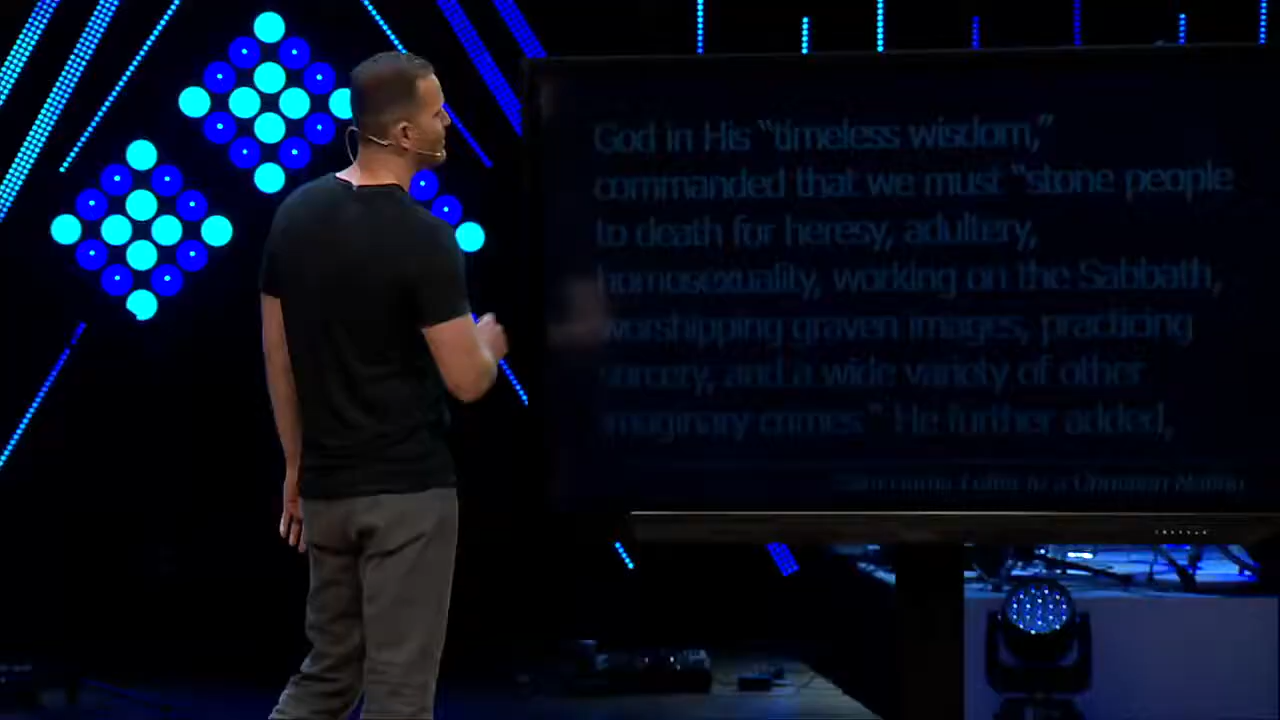 God in His “timeless wisdom,”
commanded that we must “stone people
to death for heresy, adultery,
homosexuality, working on the Sabbath,
worshipping graven images, practicing
sorcery, and a wide variety of other
imaginary crimes.” He further added,
Sam Harris, Letter to a Christian Nation